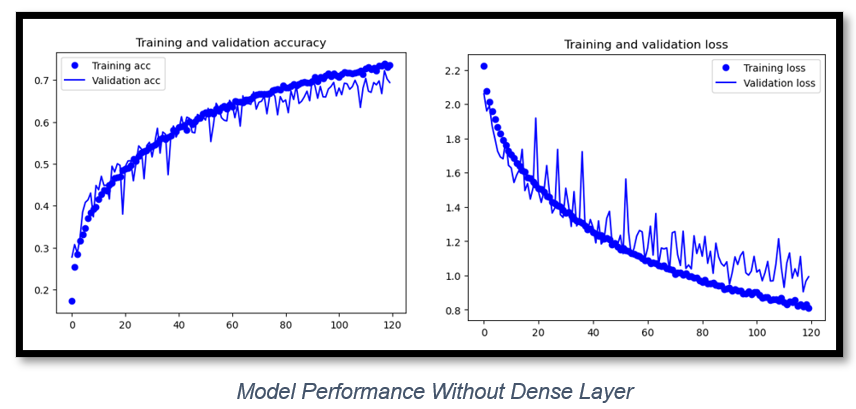 Training and validation accuracy
Training acc
Validation acc
0.7
0.6
0.5
0.4
0.3
0.2
0 20 40 60 80 100 120
Training and validation loss
Training loss
Validation loss
2.2
2.0
1.8
1.6
1.4
1.2
1.0
0.8
0 20 40 60 80 100 120
Model Performance Without Dense Layer